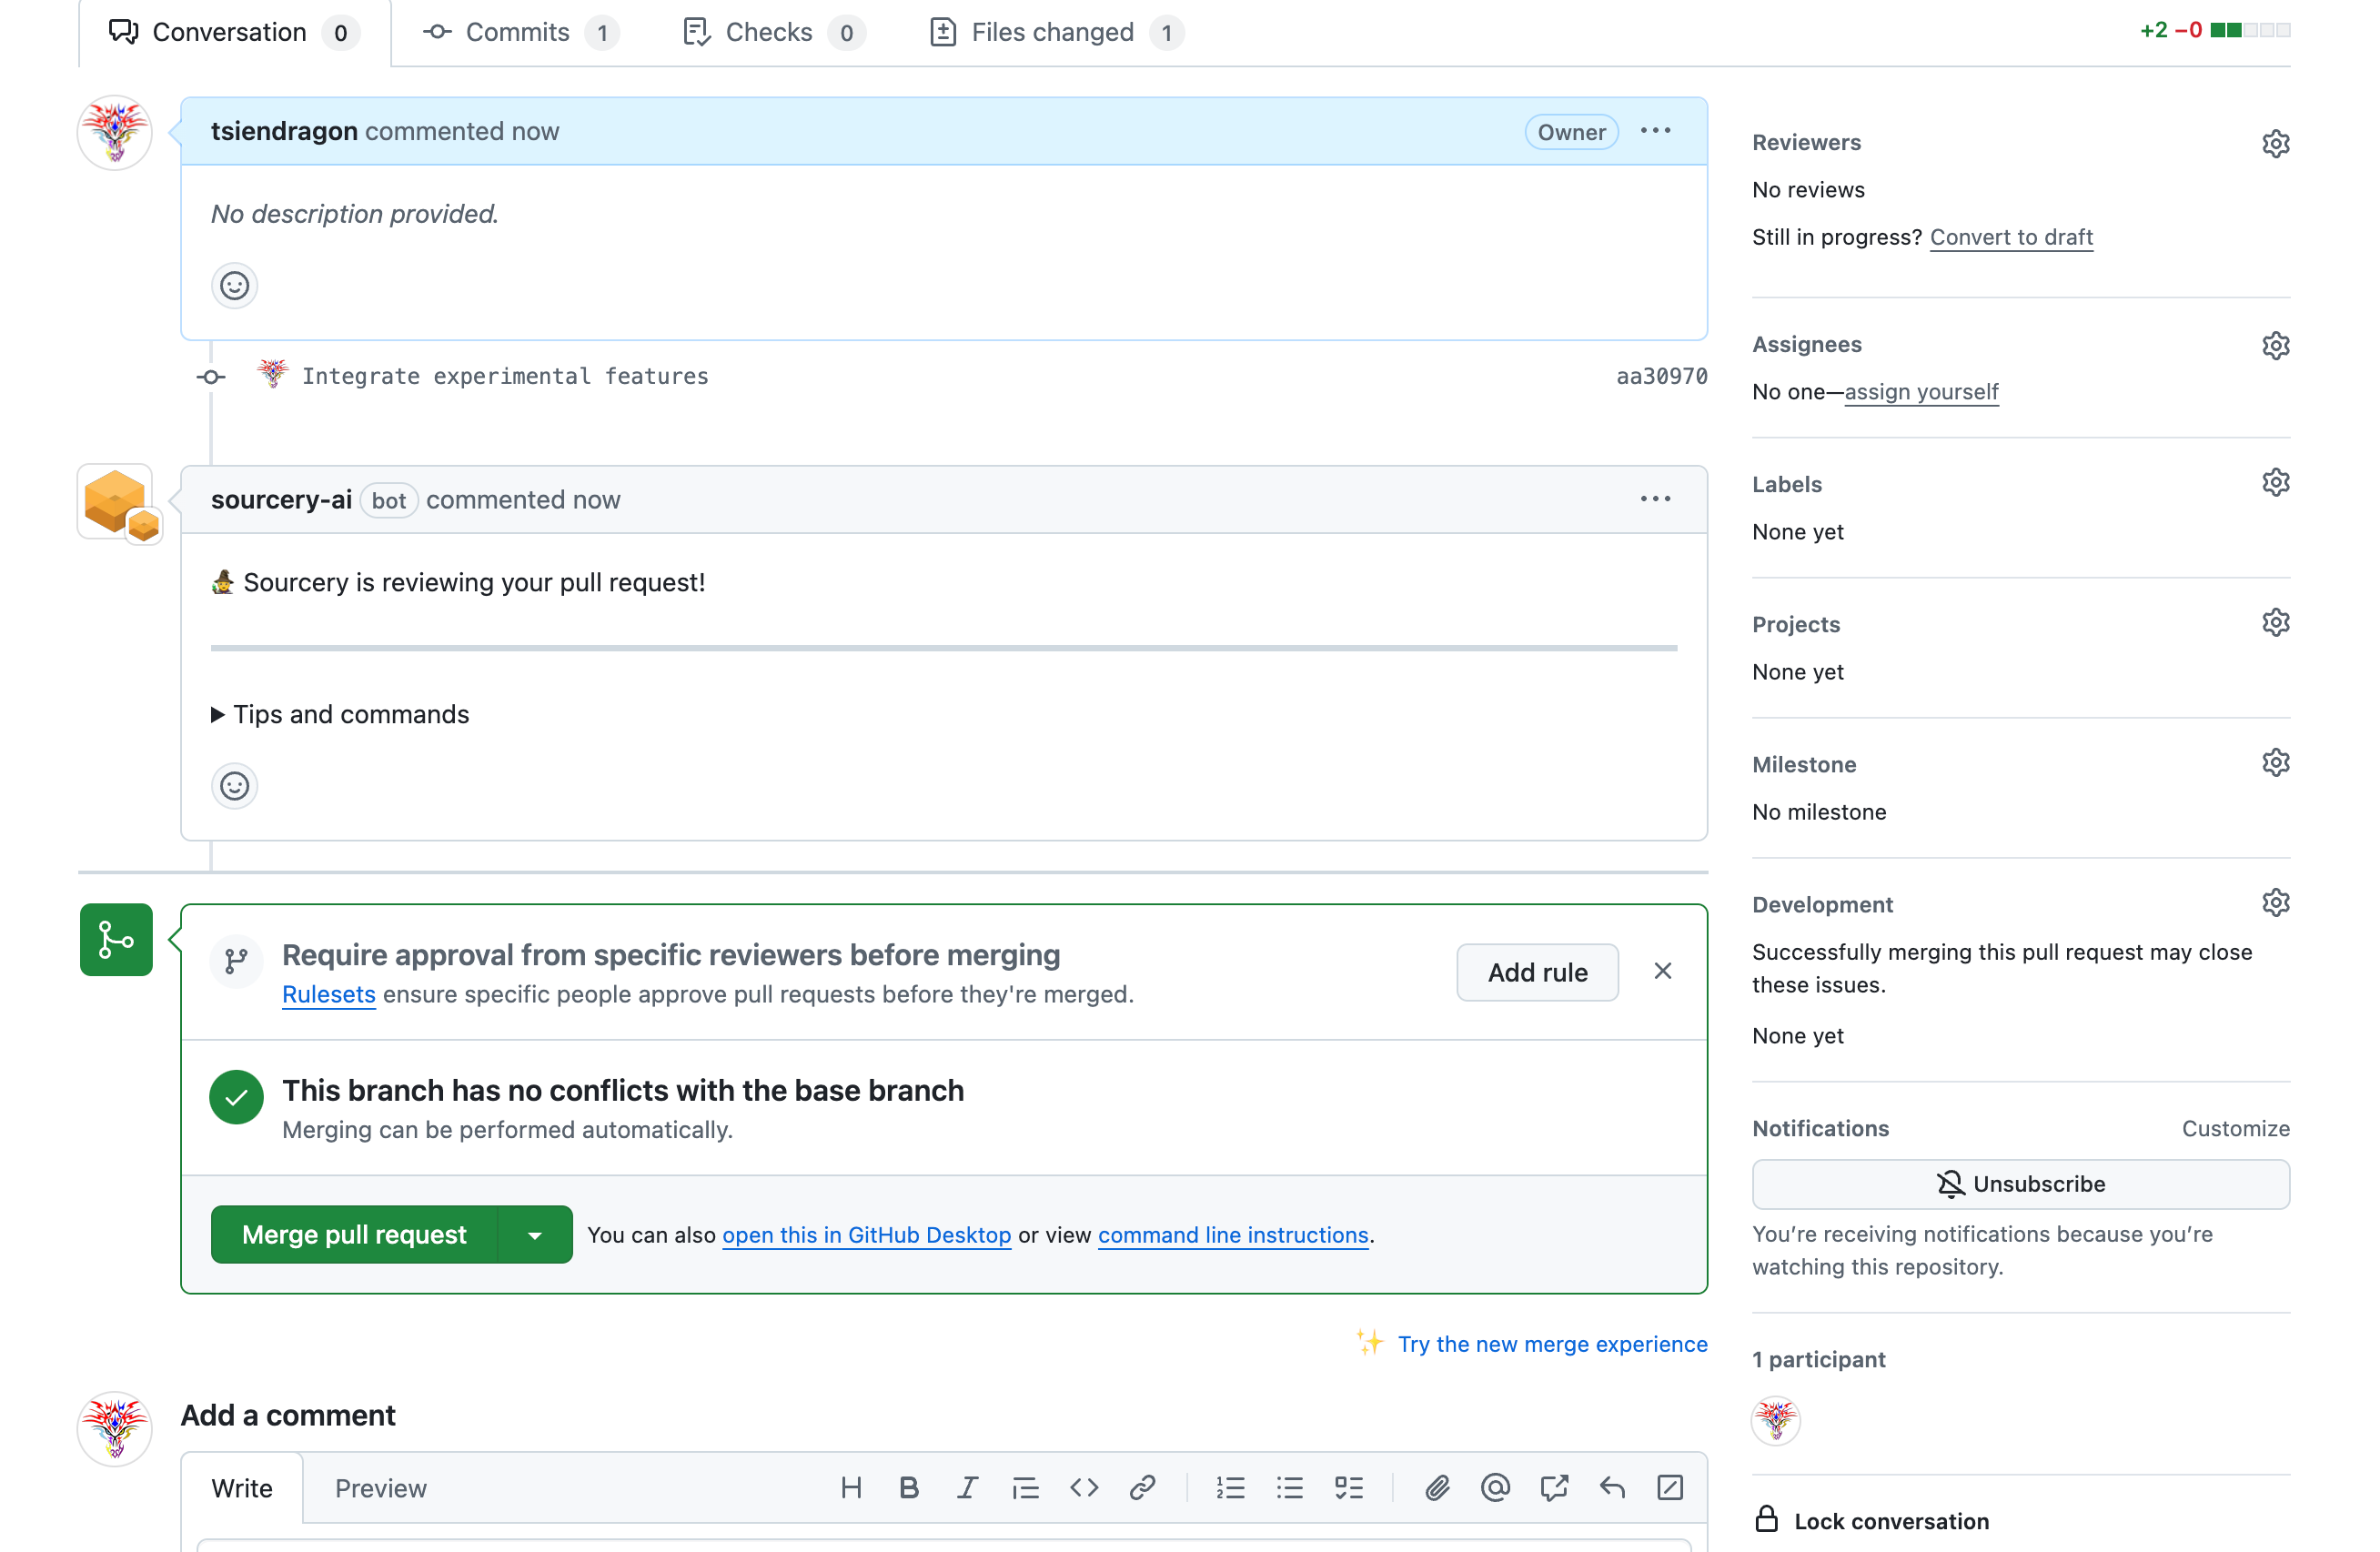 Conversation 0 Commits 1 Checks 0 Files changed 1 +2 −0
tsiendragon commented now Owner
No description provided.
Integrate experimental features aa30970
sourcery-ai bot commented now
Sourcery is reviewing your pull request!
Tips and commands
Require approval from specific reviewers before merging
Rulesets ensure specific people approve pull requests before they're merged.
Add rule
This branch has no conflicts with the base branch
Merging can be performed automatically.
Merge pull request You can also open this in GitHub Desktop or view command line instructions.
Try the new merge experience
Add a comment
Write Preview
Reviewers
No reviews
Still in progress? Convert to draft
Assignees
No one—assign yourself
Labels
None yet
Projects
None yet
Milestone
No milestone
Development
Successfully merging this pull request may close
these issues.
None yet
Notifications Customize
Unsubscribe
You’re receiving notifications because you’re
watching this repository.
1 participant
Lock conversation